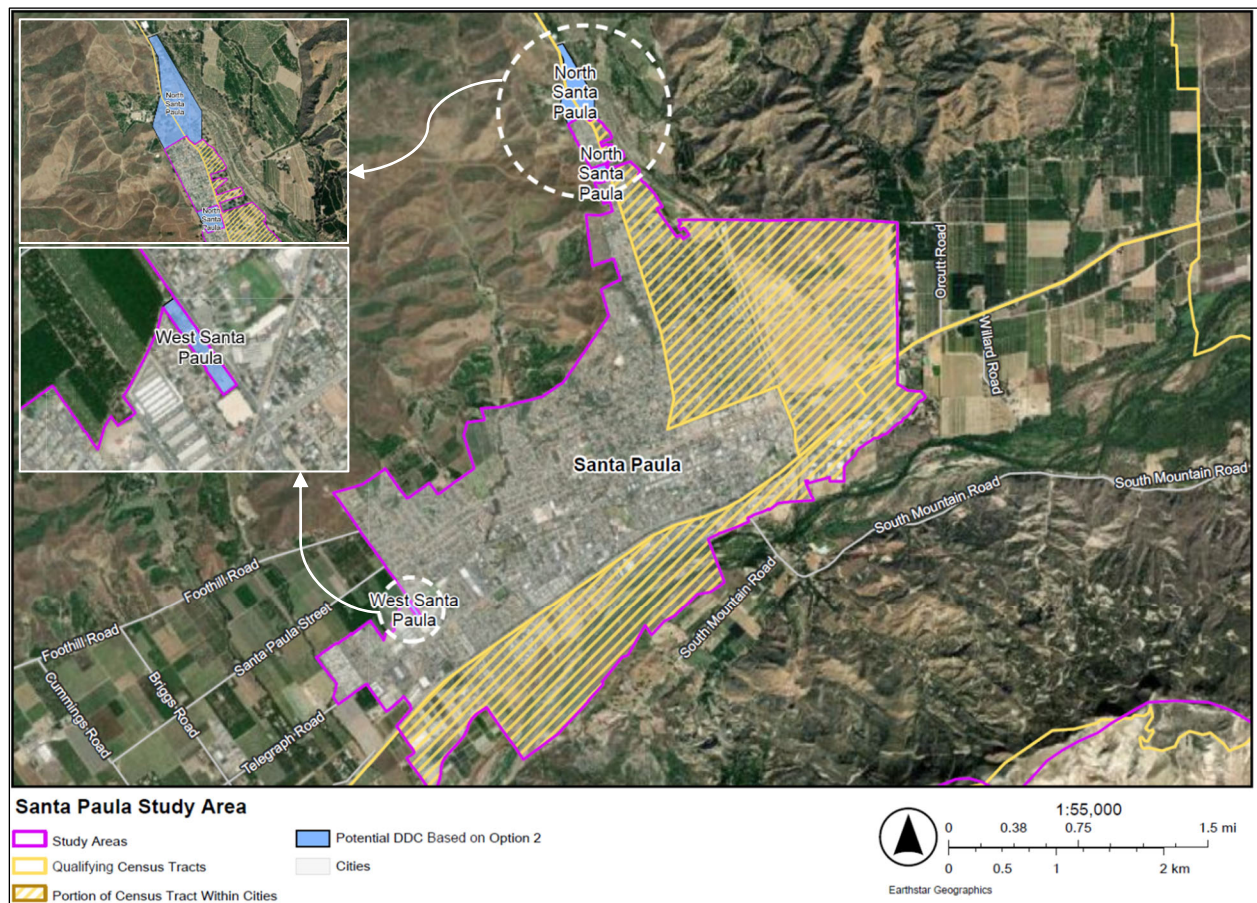 North
Santa
Paula
North
Santa
Paula
West Santa
Paula
North
Santa
Paula
North
Santa
Paula
Orcutt Road
Willard Road
Santa Paula
South Mountain Road
South Mountain Road
South Mountain Road
West Santa
Paula
Foothill Road
Foothill Road
Santa Paula Street
Cummings Road
Briggs Road
Telegraph Road
Santa Paula Study Area
Study Areas
Qualifying Census Tracts
Portion of Census Tract Within Cities
Potential DDC Based on Option 2
Cities
1:55,000
0 0.38 0.75 1.5 mi
0 0.5 1 2 km
Earthstar Geographics